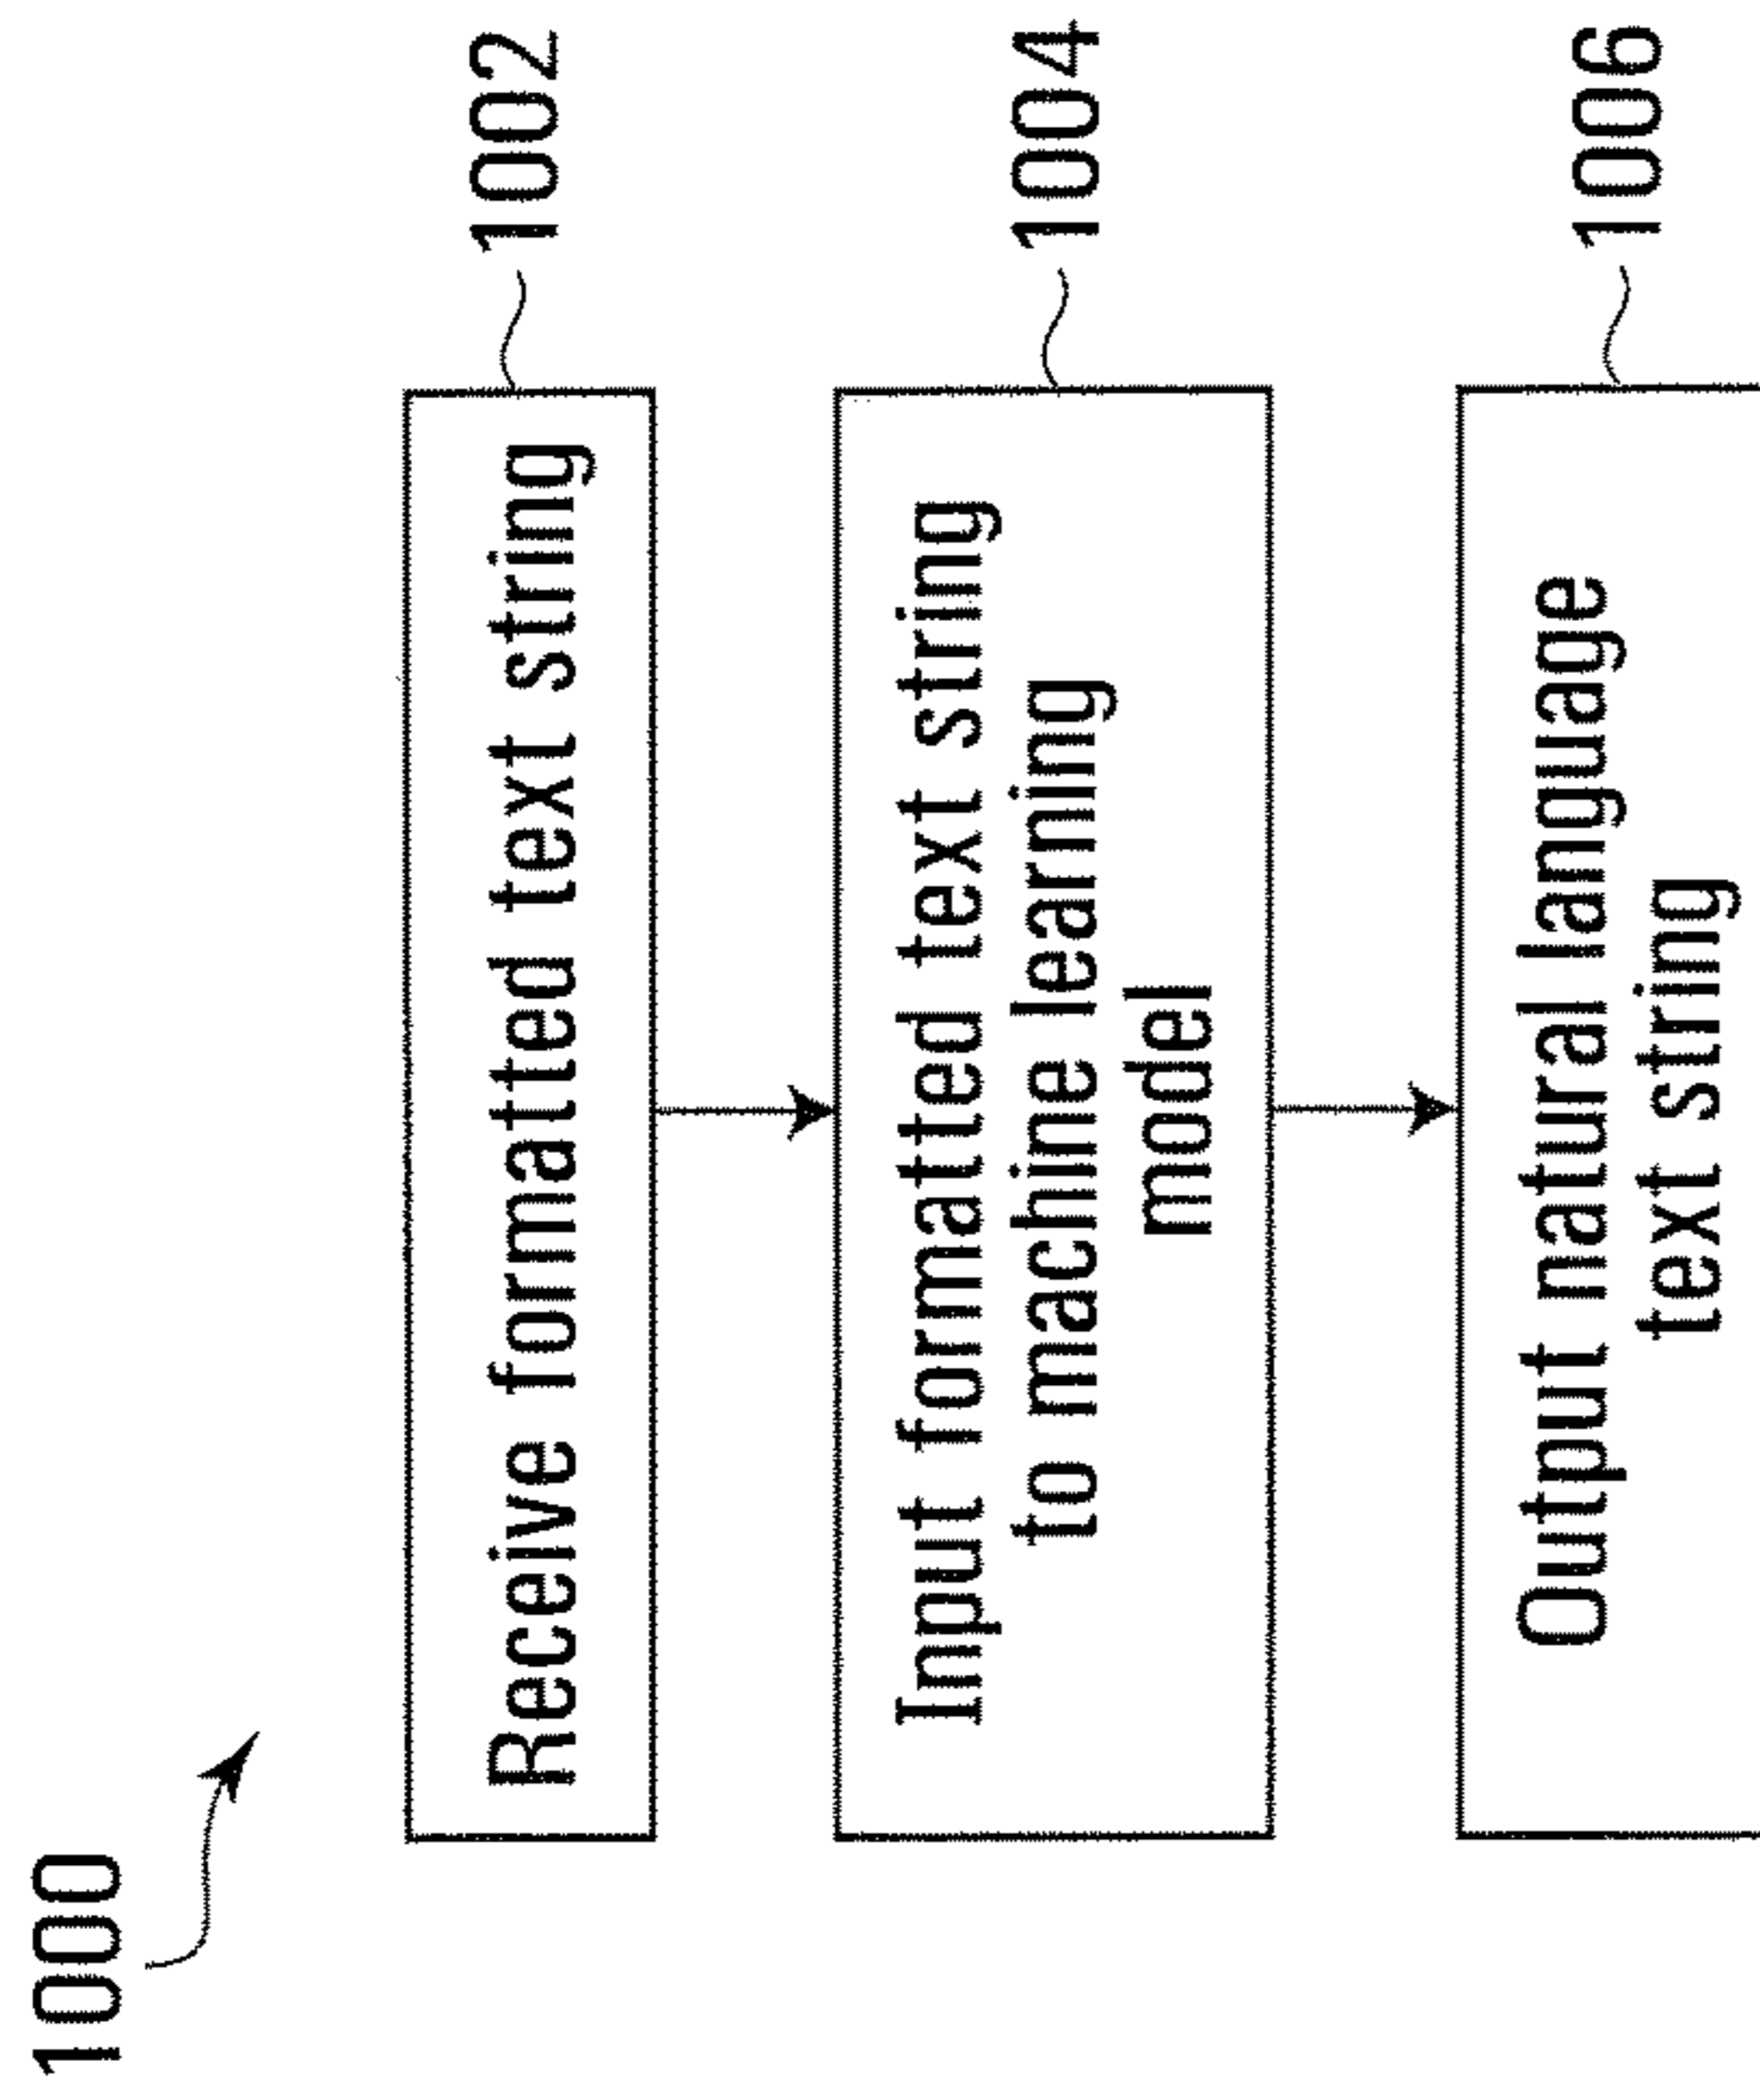 1000
Receive formatted text string
1002
Input formatted text string
to machine learning
model
1004
Output natural language
text string
1006